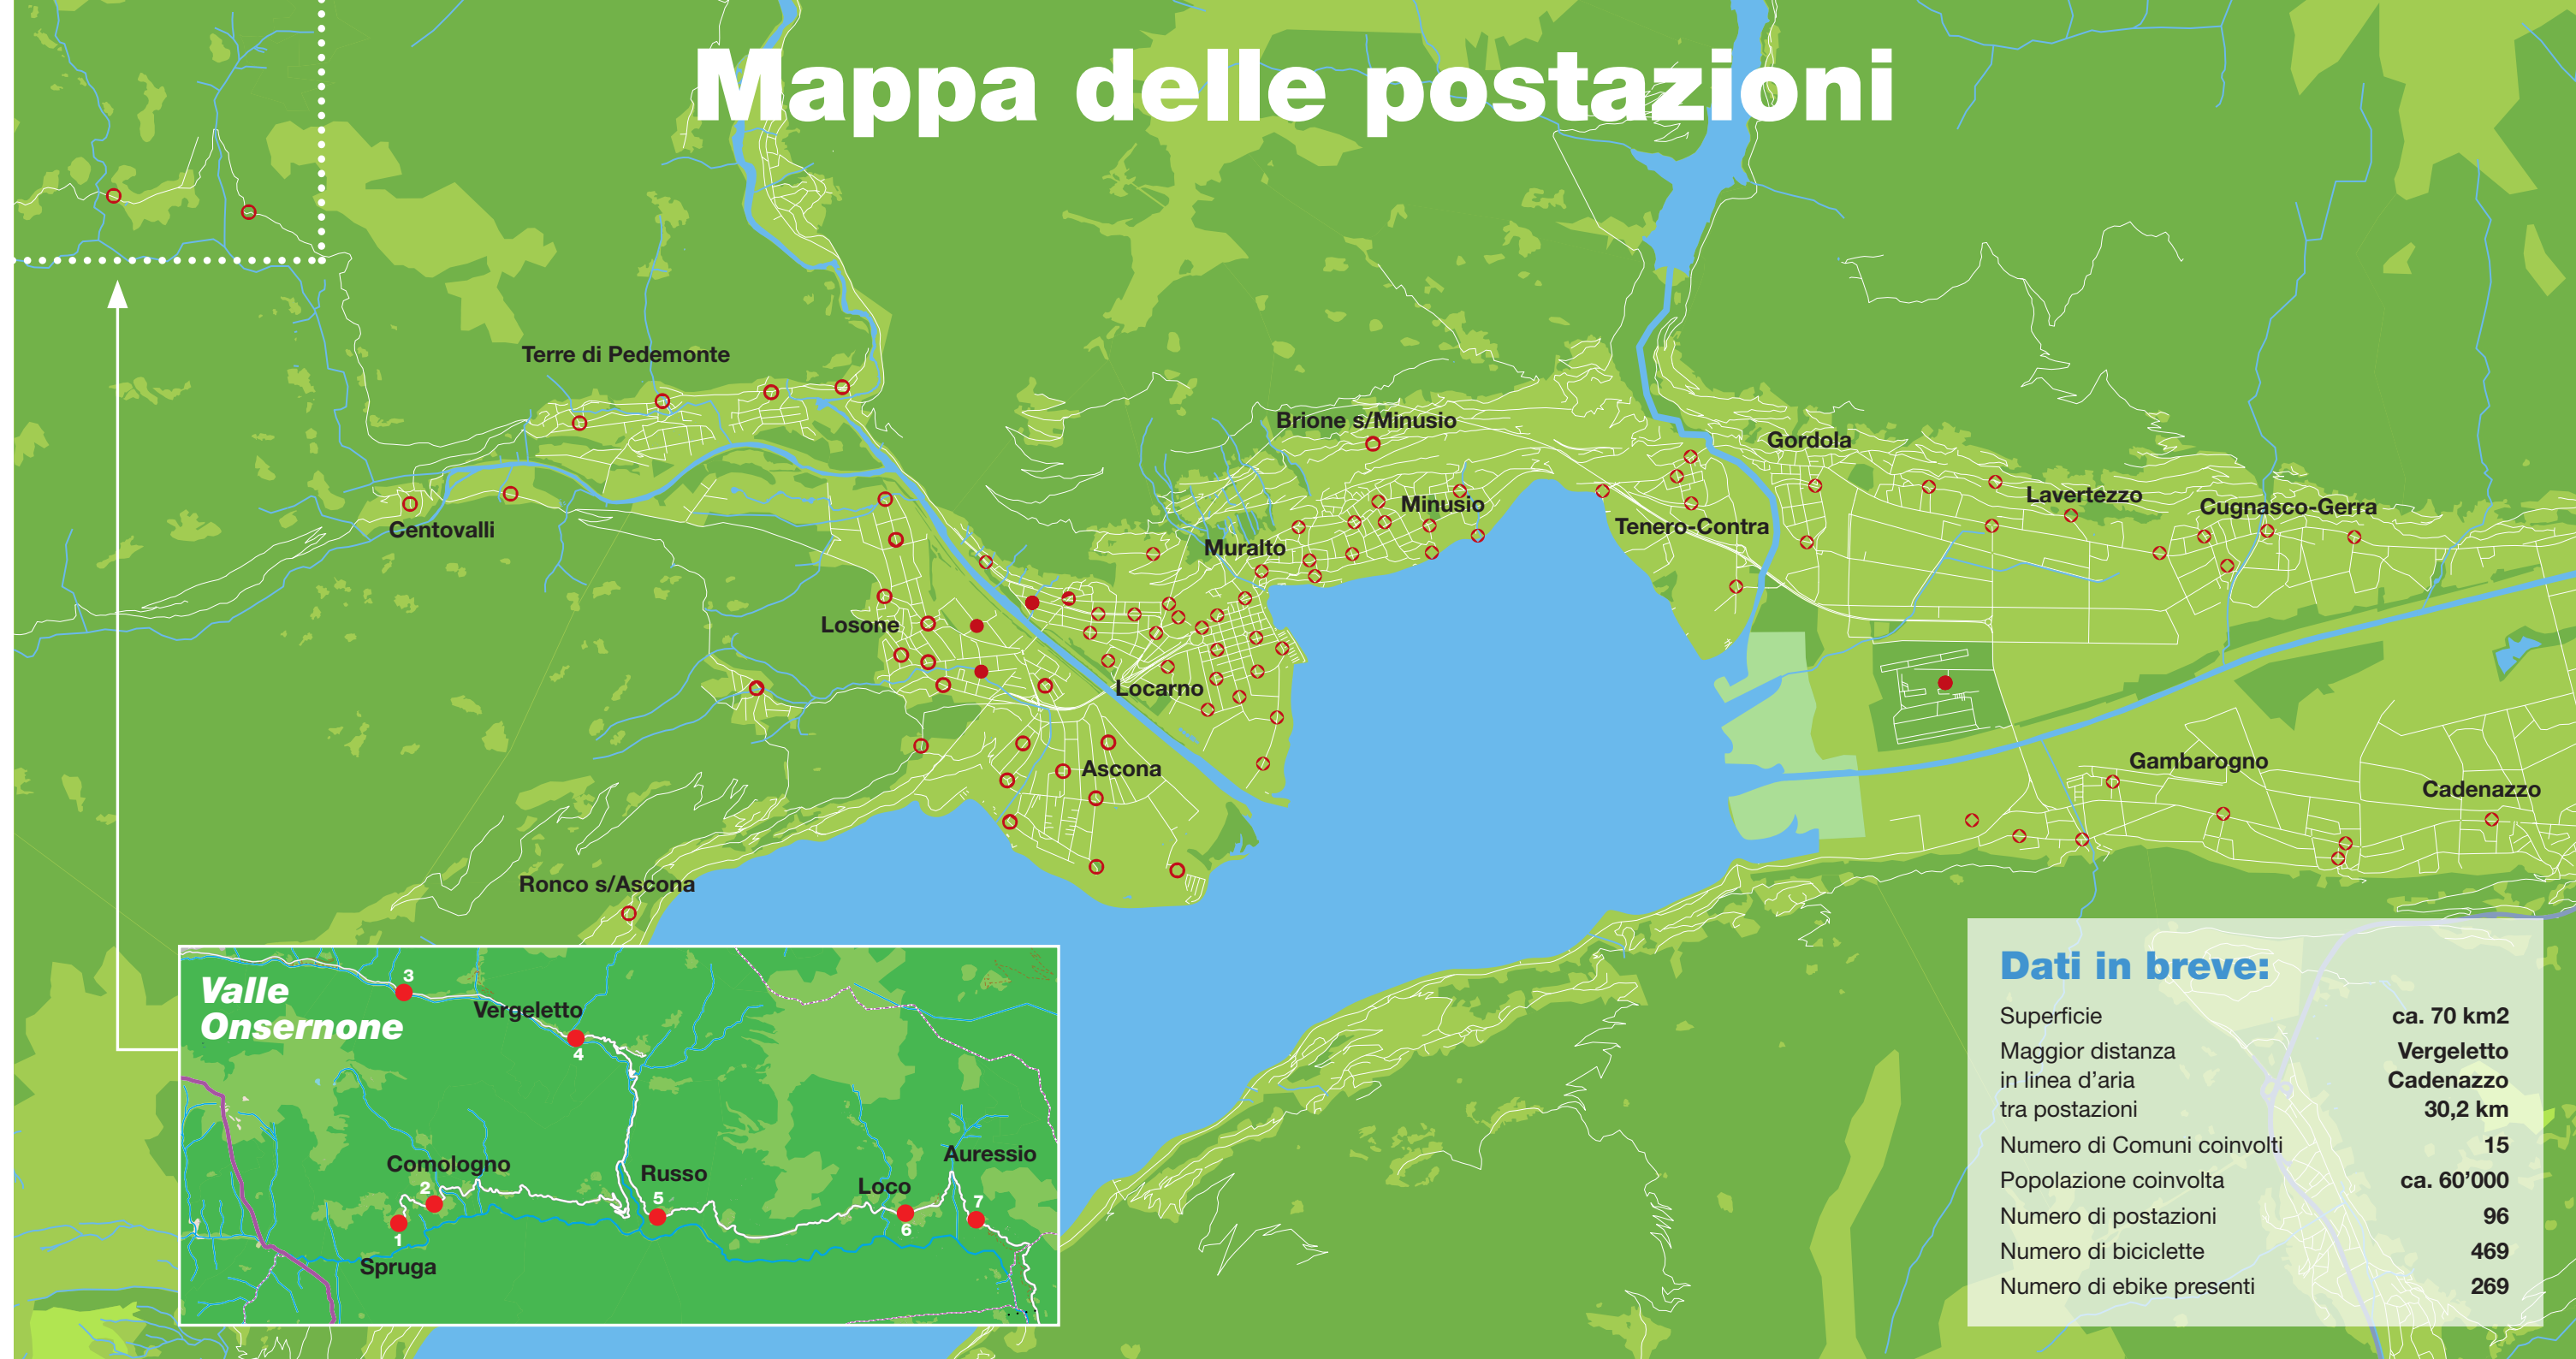 Mappa delle postazioni
Terre di Pedemonte
Brione s/Minusio
Gordola
Minusio
Lavertezzo
Cugnasco-Gerra
Centovalli
Tenero-Contra
Muralto
Losone
Locarno
Ascona
Gambarogno
Cadenazzo
Ronco s/Ascona
Valle
Onsernone
3
Vergeletto
4
Comologno
2
1
Spruga
Russo
5
Loco
6
Auressio
7
Dati in breve:
Superficie ca. 70 km2
Maggior distanza Vergeletto
in linea d’aria Cadenazzo
tra postazioni 30,2 km
Numero di Comuni coinvolti 15
Popolazione coinvolta ca. 60’000
Numero di postazioni 96
Numero di biciclette 469
Numero di ebike presenti 269